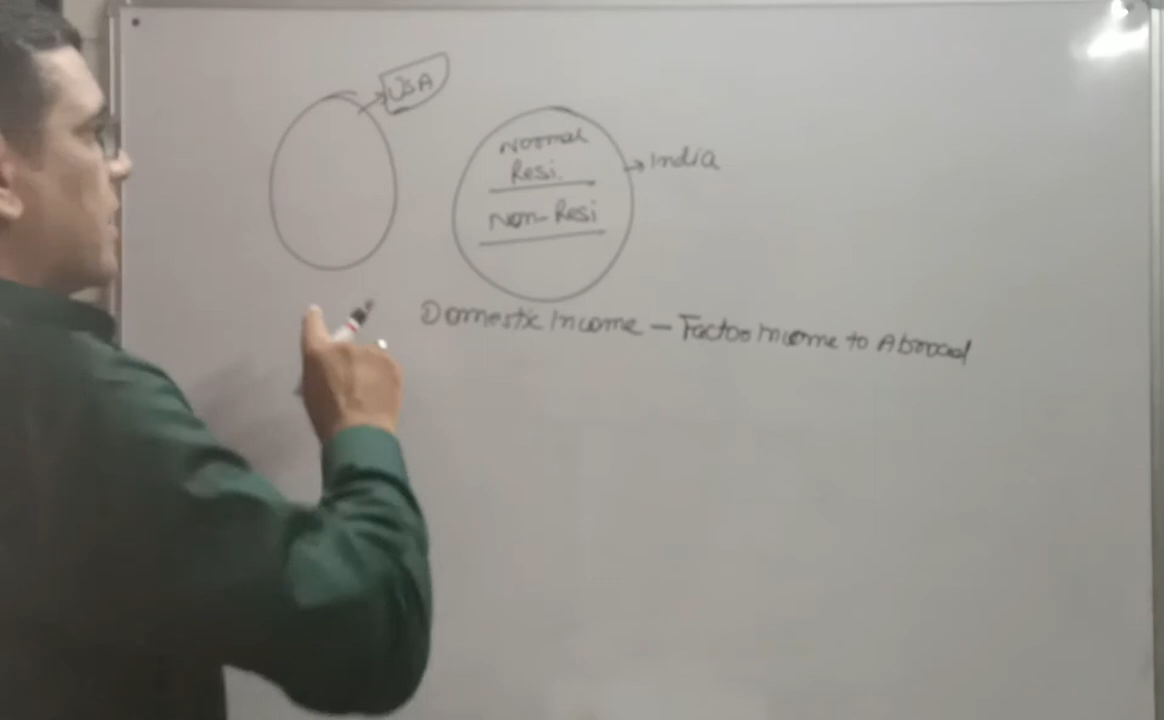 USA
Normal
Resi.
Non-Resi
India
Domestic Income - Factor Income to Abroad